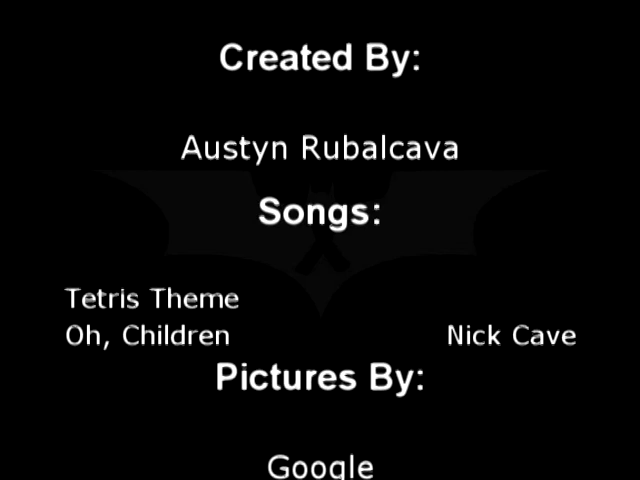 Created By:
Austyn Rubalcava
Songs:
Tetris Theme
Oh, Children Nick Cave
Pictures By:
Google